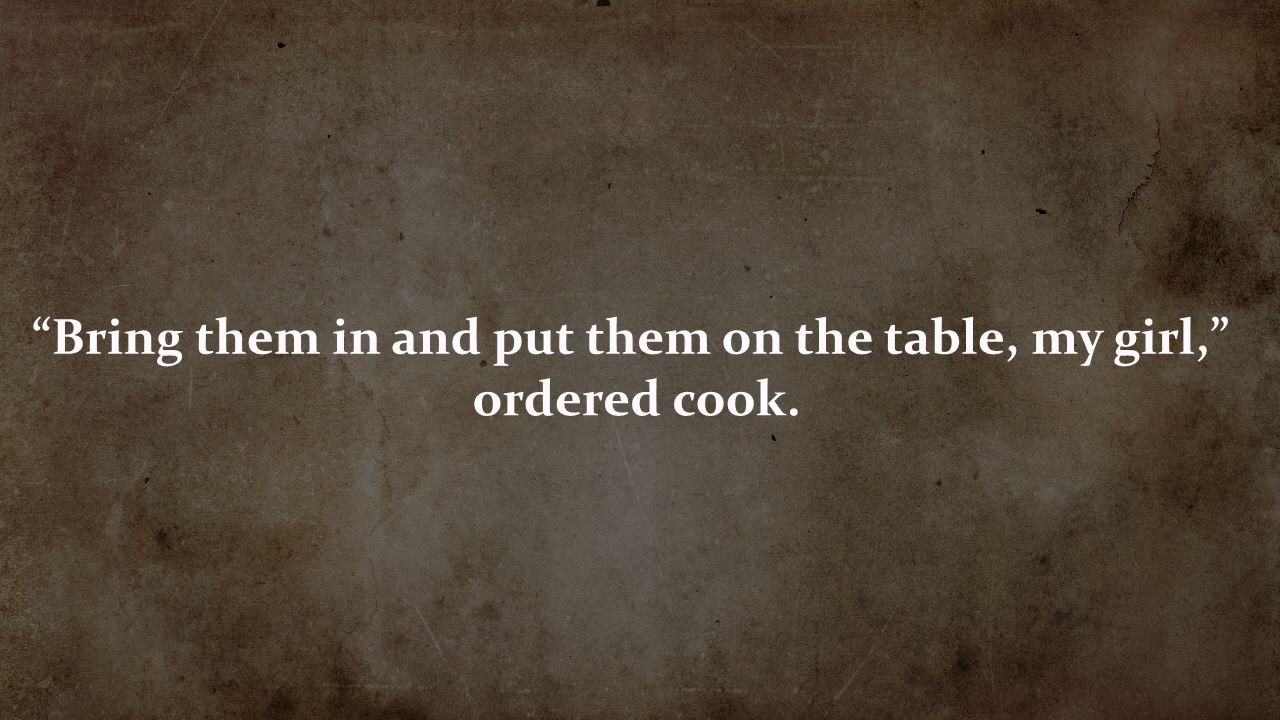 “Bring them in and put them on the table, my girl,”
ordered cook.